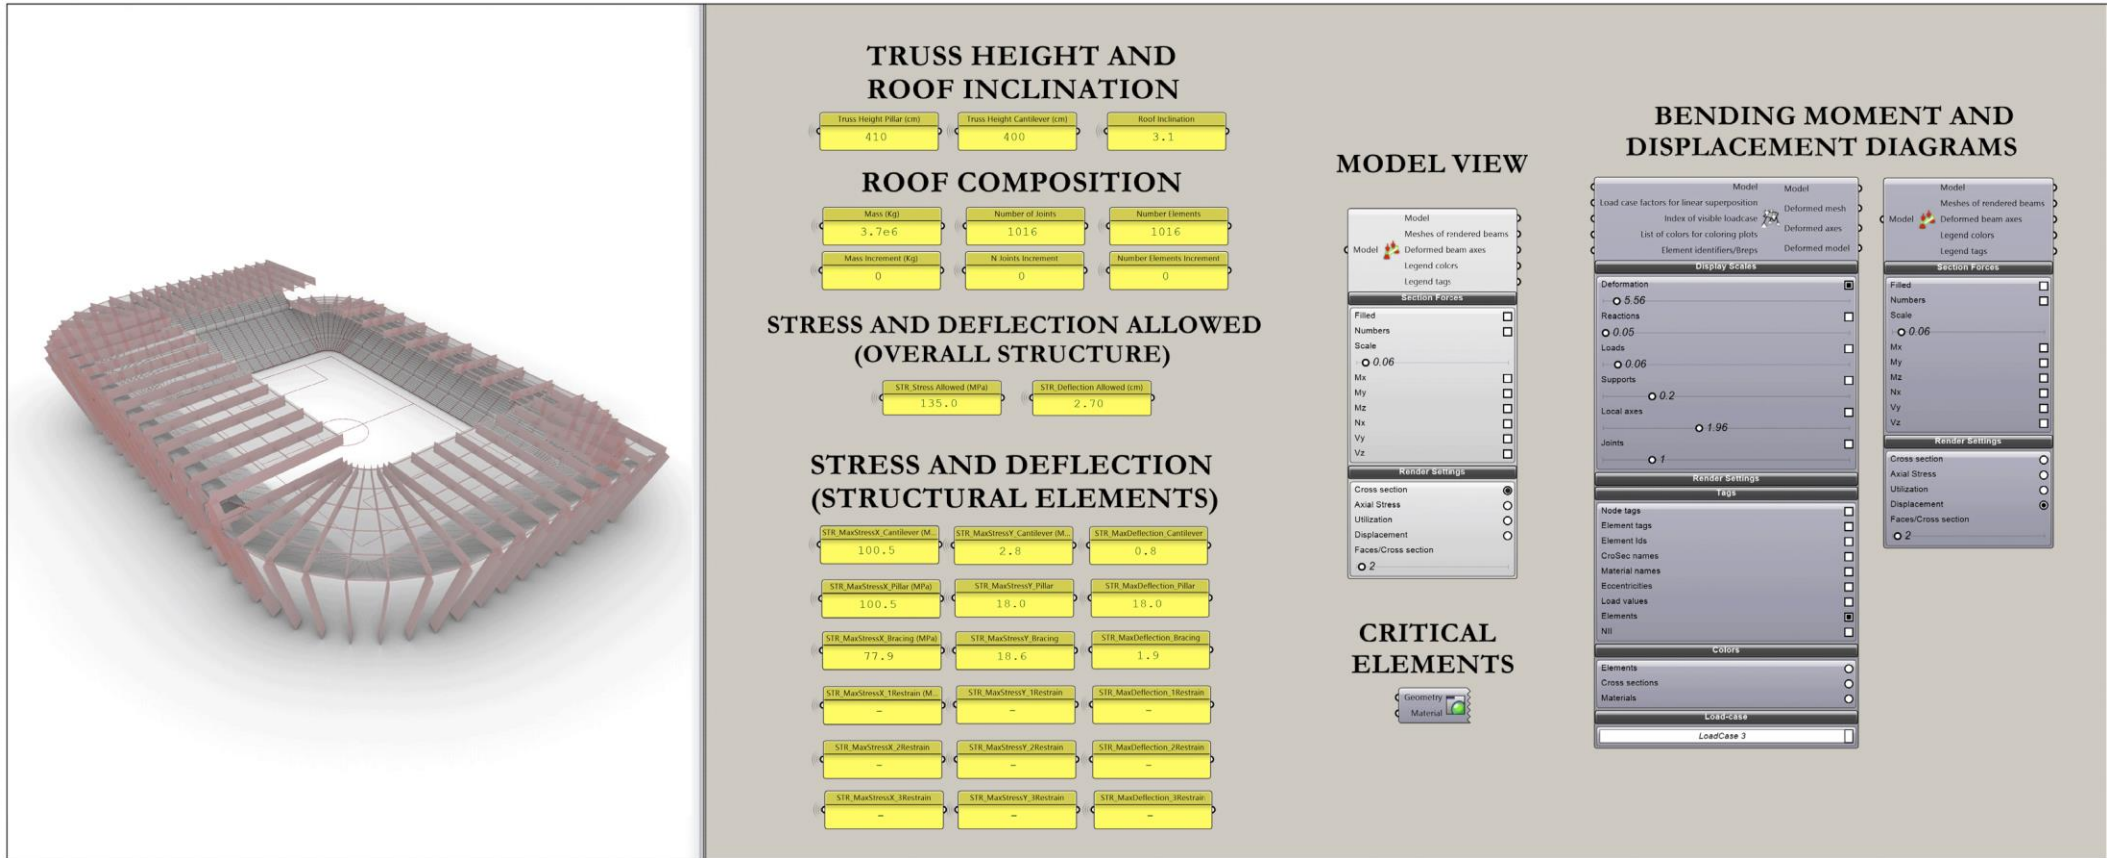 TRUSS HEIGHT AND
ROOF INCLINATION
Truss Height Pillar (cm)
410
Truss Height Cantilever (cm)
400
Roof Inclination
3.1
ROOF COMPOSITION
Mass (Kg)
3.7e6
Number of Joints
1016
Number Elements
1016
Mass Increment (Kg)
0
N Joints Increment
0
Number Elements Increment
0
STRESS AND DEFLECTION ALLOWED
(OVERALL STRUCTURE)
STR_Stress Allowed (MPa)
135.0
STR_Deflection Allowed (cm)
2.70
STRESS AND DEFLECTION
(STRUCTURAL ELEMENTS)
STR_MaxStressX_Cantilever (M...
100.5
STR_MaxStressY_Cantilever (M...
2.8
STR_MaxDeflection_Cantilever
0.8
STR_MaxStressX_Pillar (MPa)
100.5
STR_MaxStressY_Pillar
18.0
STR_MaxDeflection_Pillar
18.0
STR_MaxStressX_Bracing (MPa)
77.9
STR_MaxStressY_Bracing
18.6
STR_MaxDeflection_Bracing
1.9
STR_MaxStressX_1Restrain (M...
-
STR_MaxStressY_1Restrain
-
STR_MaxDeflection_1Restrain
-
STR_MaxStressX_2Restrain
-
STR_MaxStressY_2Restrain
-
STR_MaxDeflection_2Restrain
-
STR_MaxStressX_3Restrain
-
STR_MaxStressY_3Restrain
-
STR_MaxDeflection_3Restrain
-
MODEL VIEW
Model
Model
Meshes of rendered beams
Deformed beam axes
Legend colors
Legend tags
Section Forces
Filled
Numbers
Scale
0.06
Mx
My
Mz
Nx
Vy
Vz
Render Settings
Cross section
Axial Stress
Utilization
Displacement
Faces/Cross section
2
CRITICAL
ELEMENTS
Geometry
Material
BENDING MOMENT AND
DISPLACEMENT DIAGRAMS
Model
Load case factors for linear superposition
Index of visible loadcase
List of colors for coloring plots
Element identifiers/Breps
Model
Deformed mesh
Deformed axes
Deformed model
Display Scales
Deformation
5.56
Reactions
0.05
Loads
0.06
Supports
0.2
Local axes
1.96
Joints
1
Render Settings
Tags
Node tags
Element tags
Element Ids
CroSec names
Material names
Eccentricities
Load values
Elements
NII
Colors
Elements
Cross sections
Materials
Load-case
LoadCase 3
Model
Model
Meshes of rendered beams
Deformed beam axes
Legend colors
Legend tags
Section Forces
Filled
Numbers
Scale
0.06
Mx
My
Mz
Nx
Vy
Vz
Render Settings
Cross section
Axial Stress
Utilization
Displacement
Faces/Cross section
2